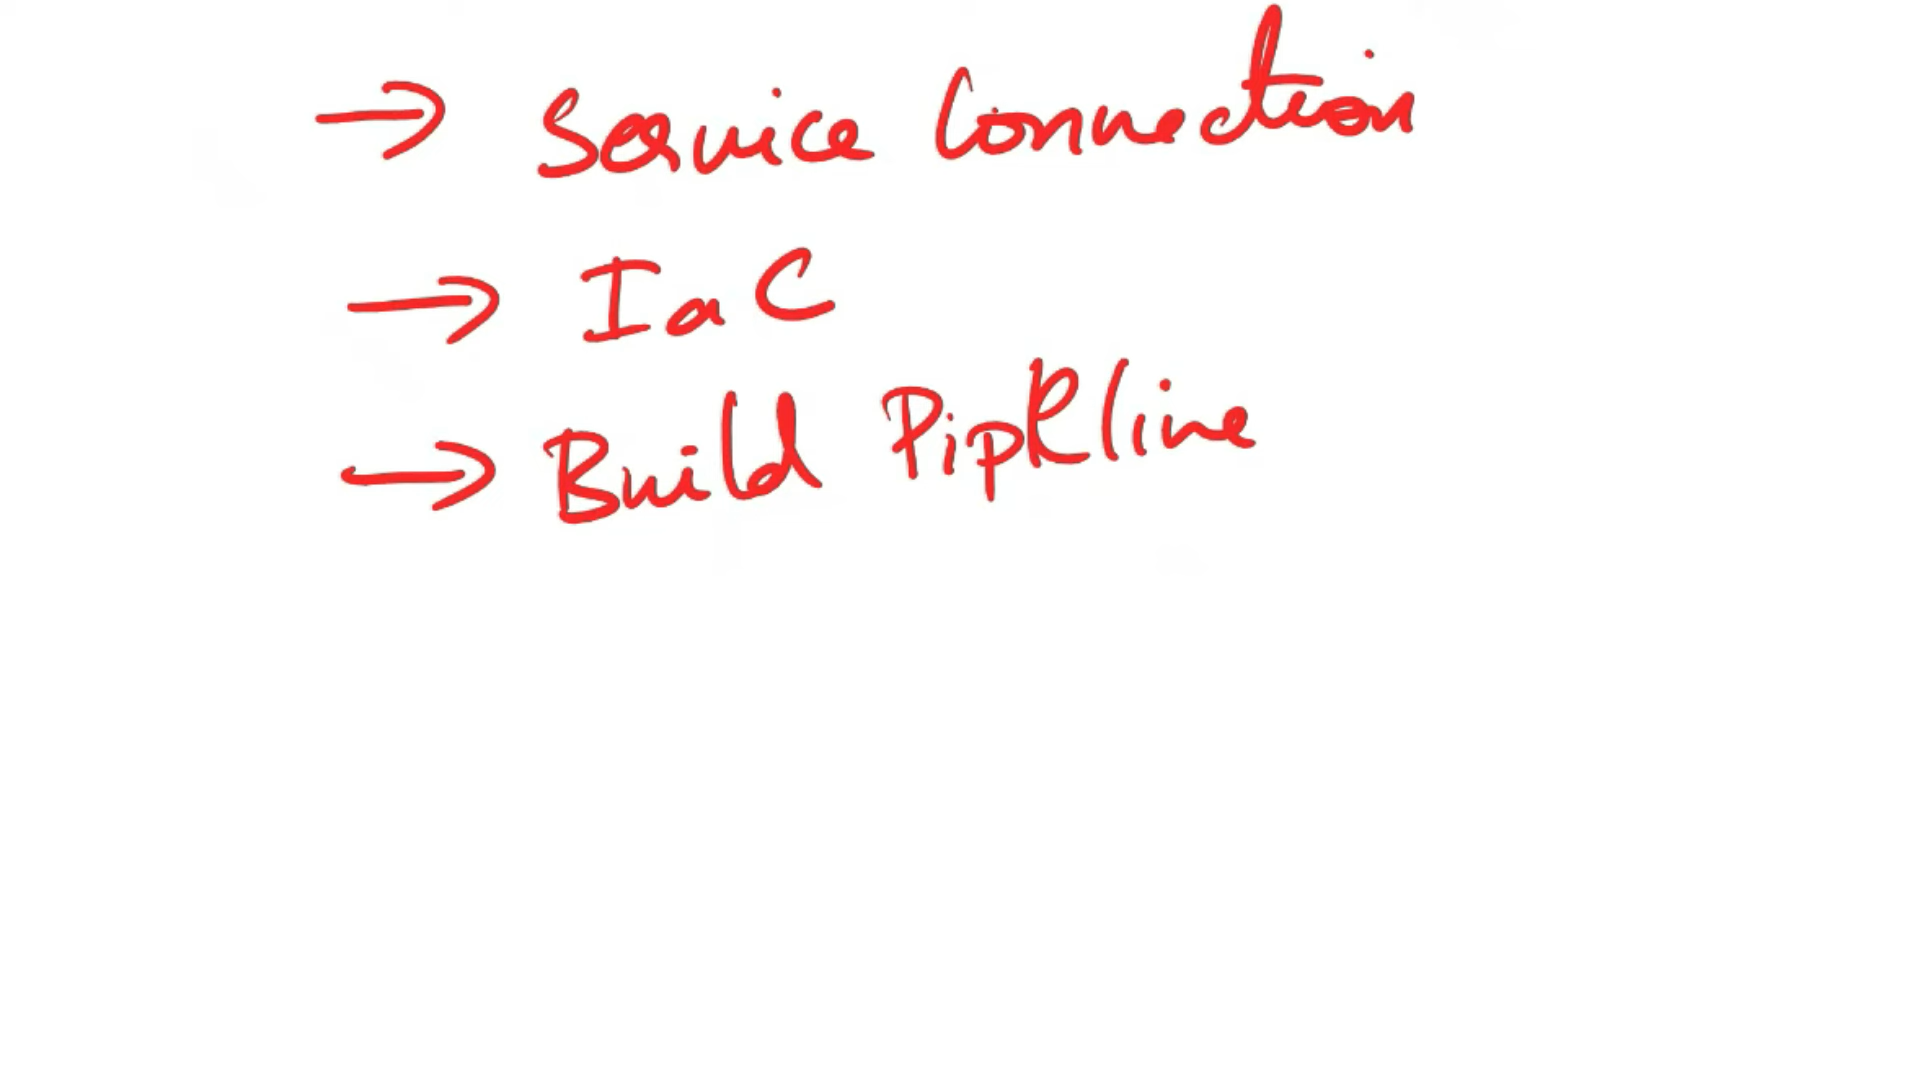 → Service Connection
→ IaC
→ Build Pipeline